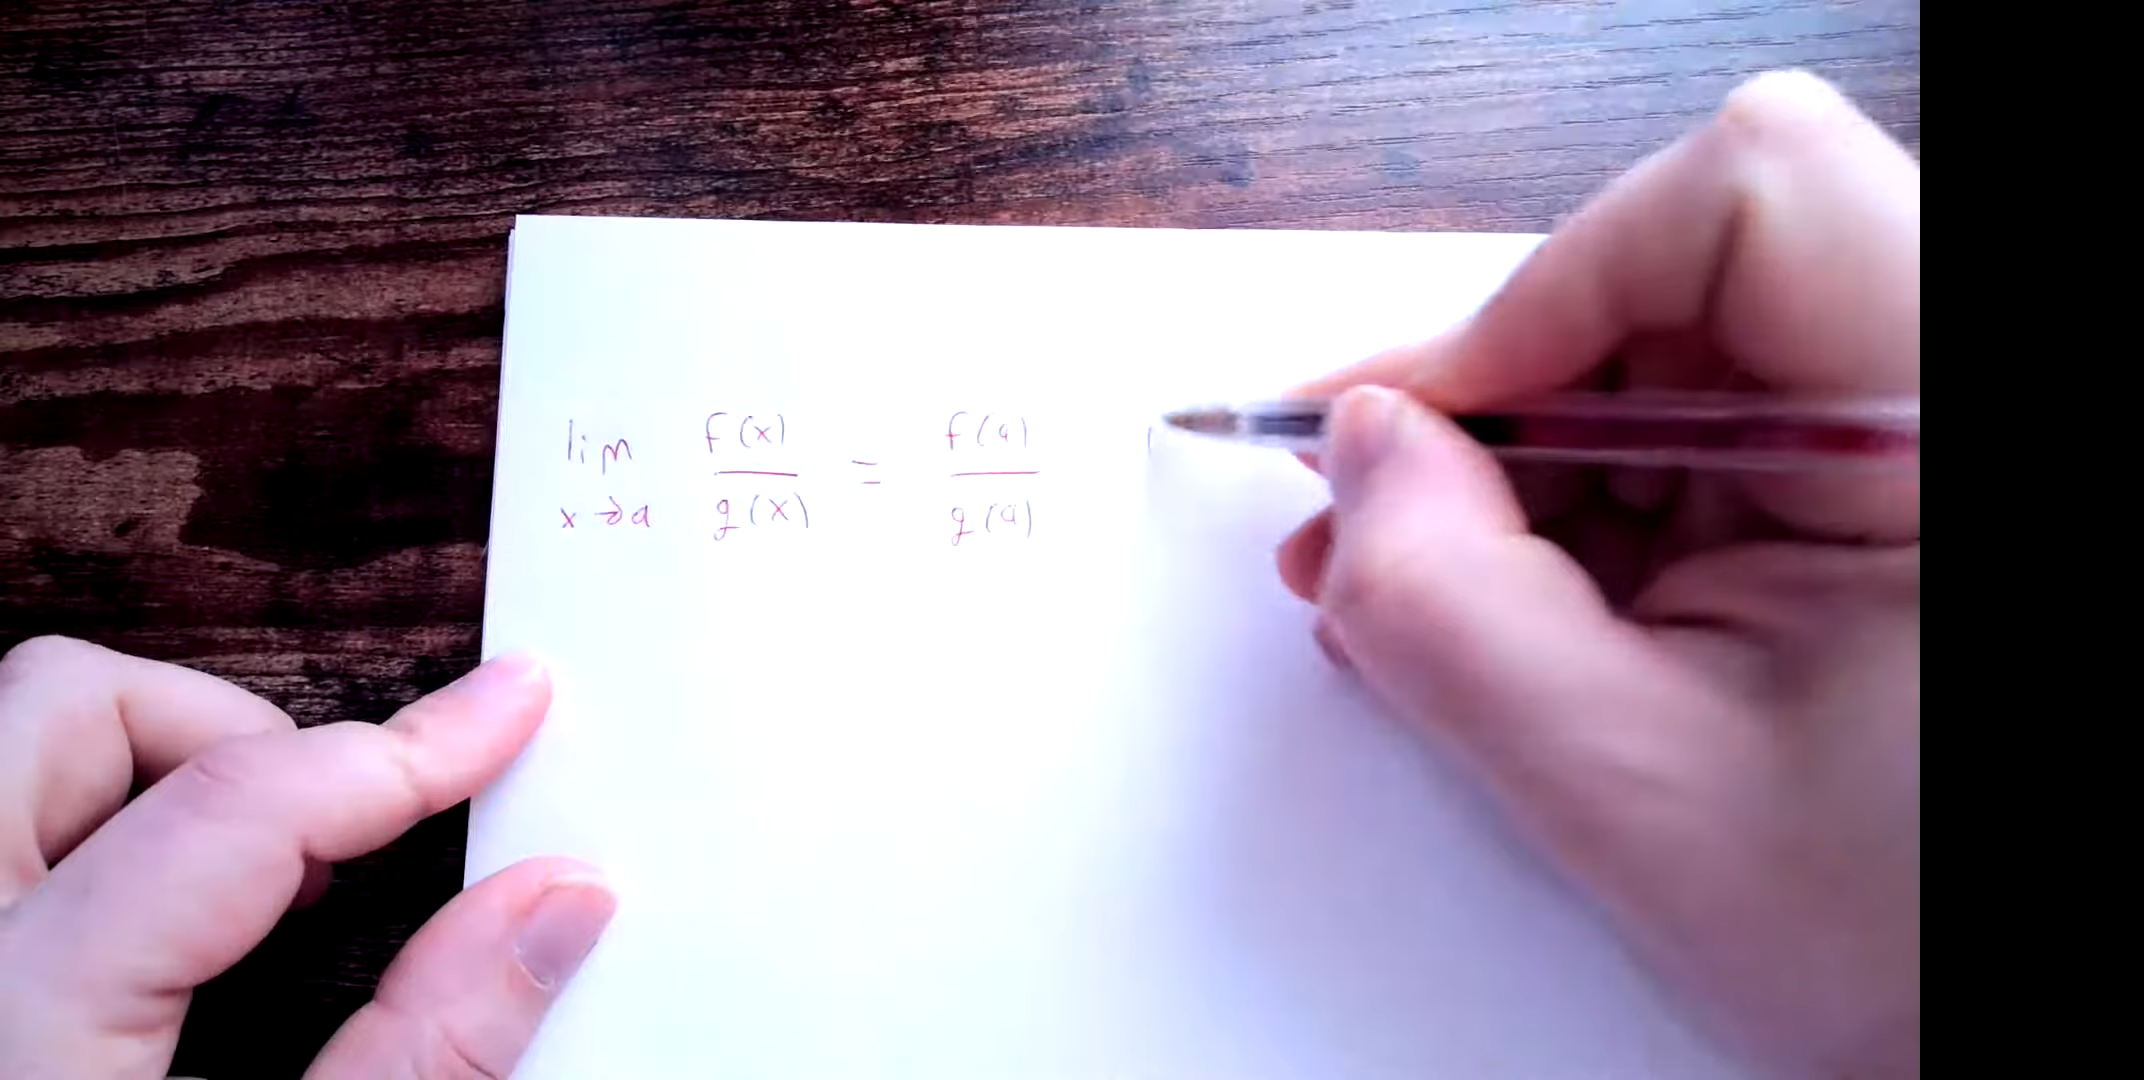 lim f(x) = f(a)
x→a g(x) g(a)